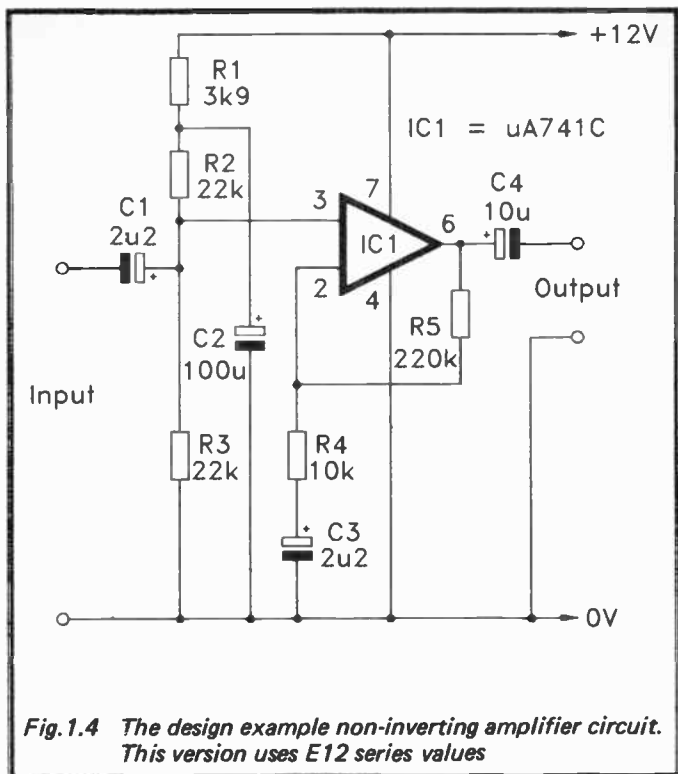 +12V
R1
3k9
IC1 = uA741C
R2
22k
C1
2u2
3
7
6
C4
10u
+
IC1
2
4
+
Output
R5
220k
C2
100u
+
Input
R3
22k
R4
10k
+
C3
2u2
0V
Fig.1.4 The design example non-inverting amplifier circuit.
This version uses E12 series values